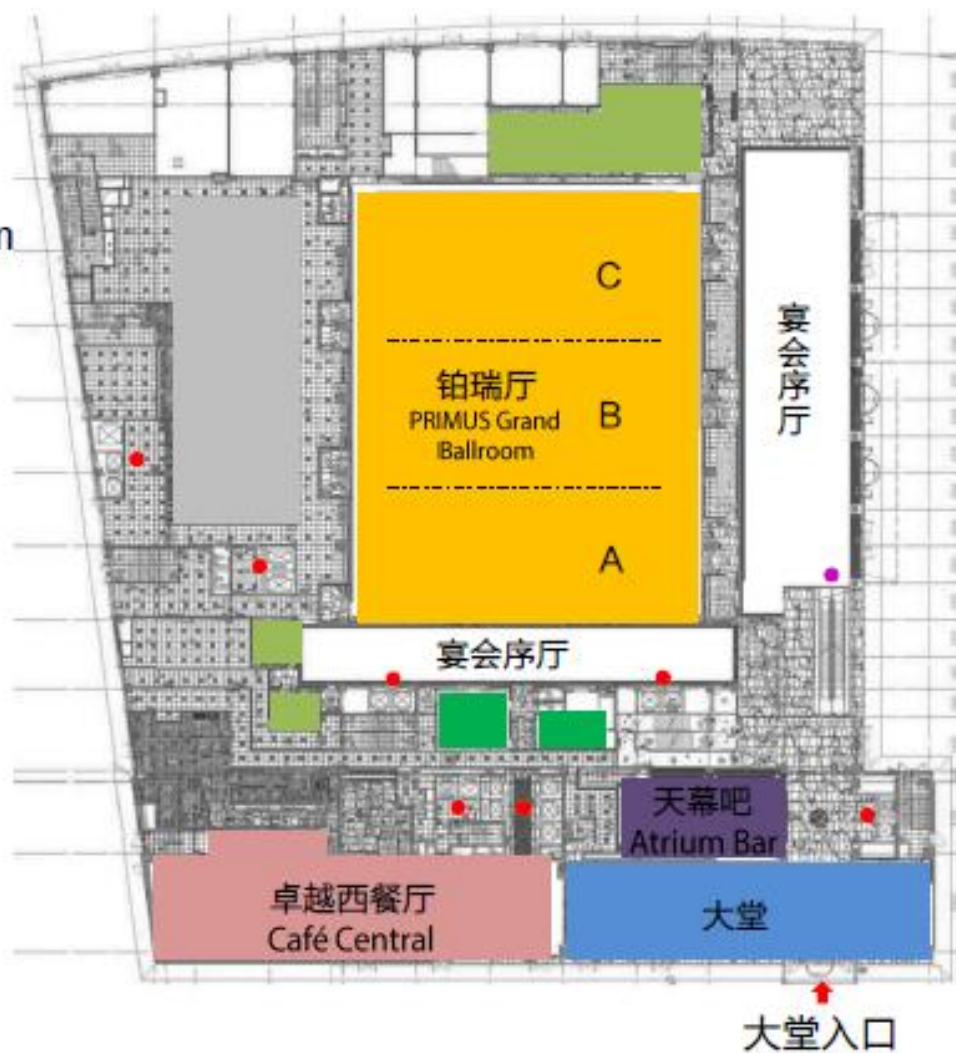 C
铂瑞厅
PRIMUS Grand
Ballroom
B
A
宴会序厅
宴会序厅
天幕吧
Atrium Bar
卓越西餐厅
Café Central
大堂
大堂入口